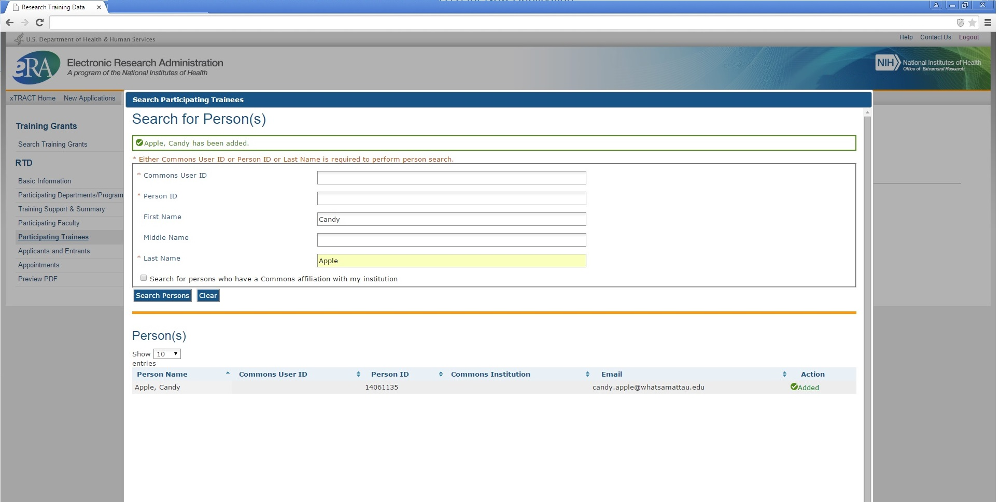 Research Training Data
U.S. Department of Health & Human Services
Help Contact Us Logout
eRA
Electronic Research Administration
A program of the National Institutes of Health
NIH National Institutes of Health
Office of Extramural Research
xTRACT Home New Applications
Training Grants
Search Training Grants
RTD
Basic Information
Participating Departments/Program
Training Support & Summary
Participating Faculty
Participating Trainees
Applicants and Entrants
Appointments
Preview PDF
Search Participating Trainees
Search for Person(s)
Apple, Candy has been added.
* Either Commons User ID or Person ID or Last Name is required to perform person search.
* Commons User ID
* Person ID
First Name Candy
Middle Name
* Last Name Apple
Search for persons who have a Commons affiliation with my institution
Search Persons Clear
Person(s)
Show 10
entries
Person Name Commons User ID Person ID Commons Institution Email Action
Apple, Candy 14061135 candy.apple@whatsamattau.edu Added